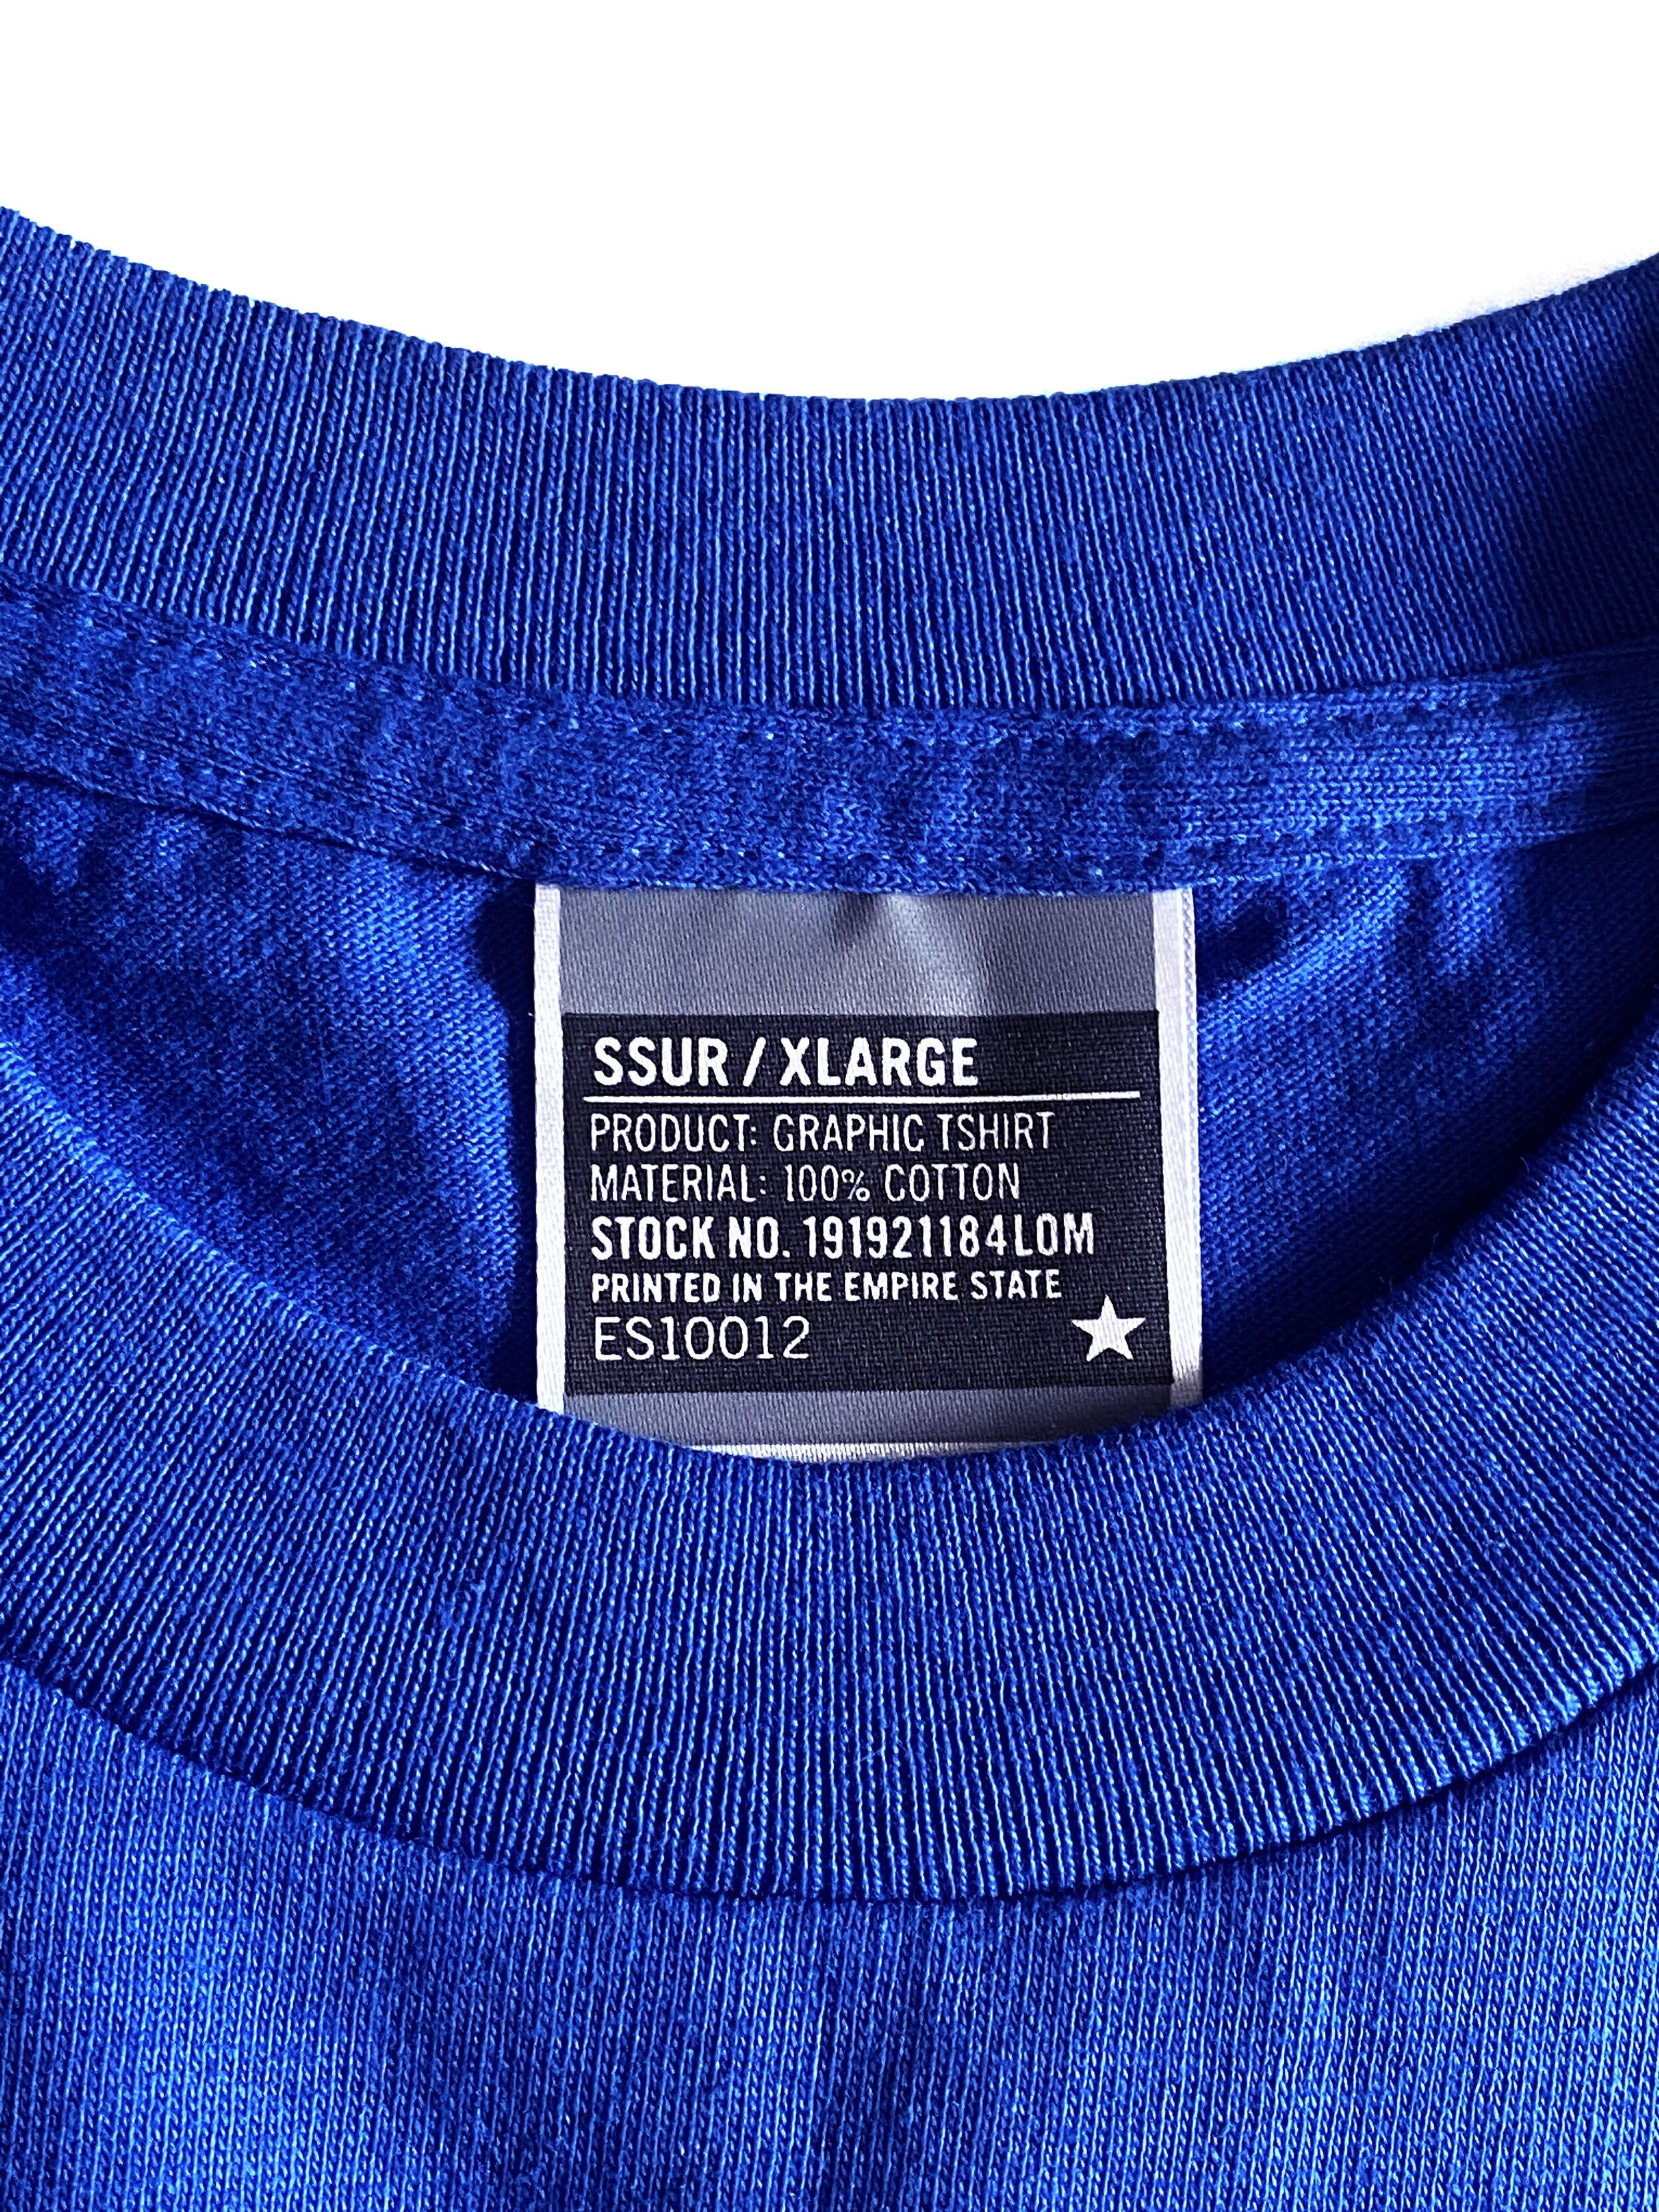 SSUR / XLARGE
PRODUCT: GRAPHIC TSHIRT
MATERIAL: 100% COTTON
STOCK NO. 191921184LOM
PRINTED IN THE EMPIRE STATE
ES10012